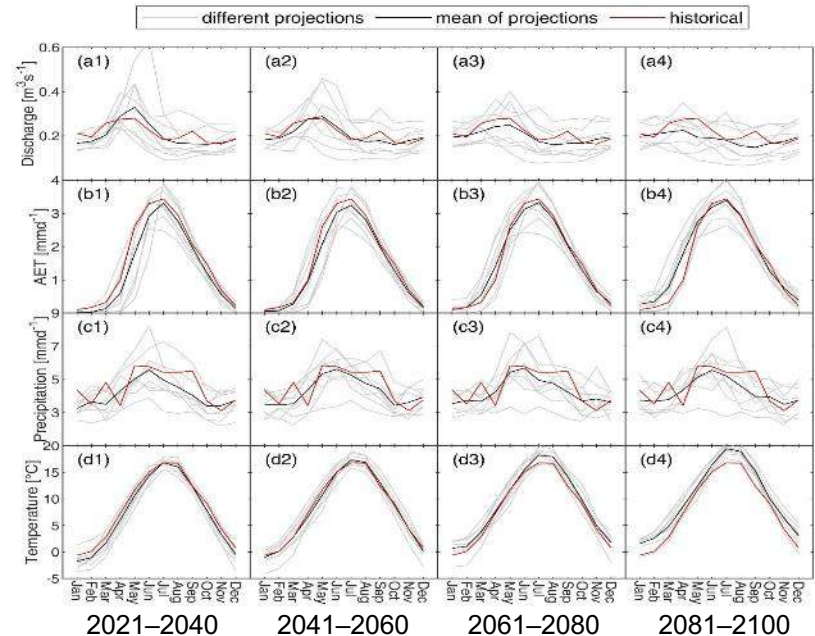 different projections mean of projections historical
0.6
(a1) (a2) (a3) (a4)
Discharge [m³s⁻¹]
0.4
0.2
4
(b1) (b2) (b3) (b4)
AET [mmd⁻¹]
3
2
1
9
(c1) (c2) (c3) (c4)
Precipitation [mmd⁻¹]
7
5
3
20
(d1) (d2) (d3) (d4)
Temperature [°C]
15
10
5
0
-5
Jan Feb Mar Apr May Jun Jul Aug Sep Oct Nov Dec Jan Feb Mar Apr May Jun Jul Aug Sep Oct Nov Dec Jan Feb Mar Apr May Jun Jul Aug Sep Oct Nov Dec Jan Feb Mar Apr May Jun Jul Aug Sep Oct Nov Dec
2021–2040 2041–2060 2061–2080 2081–2100